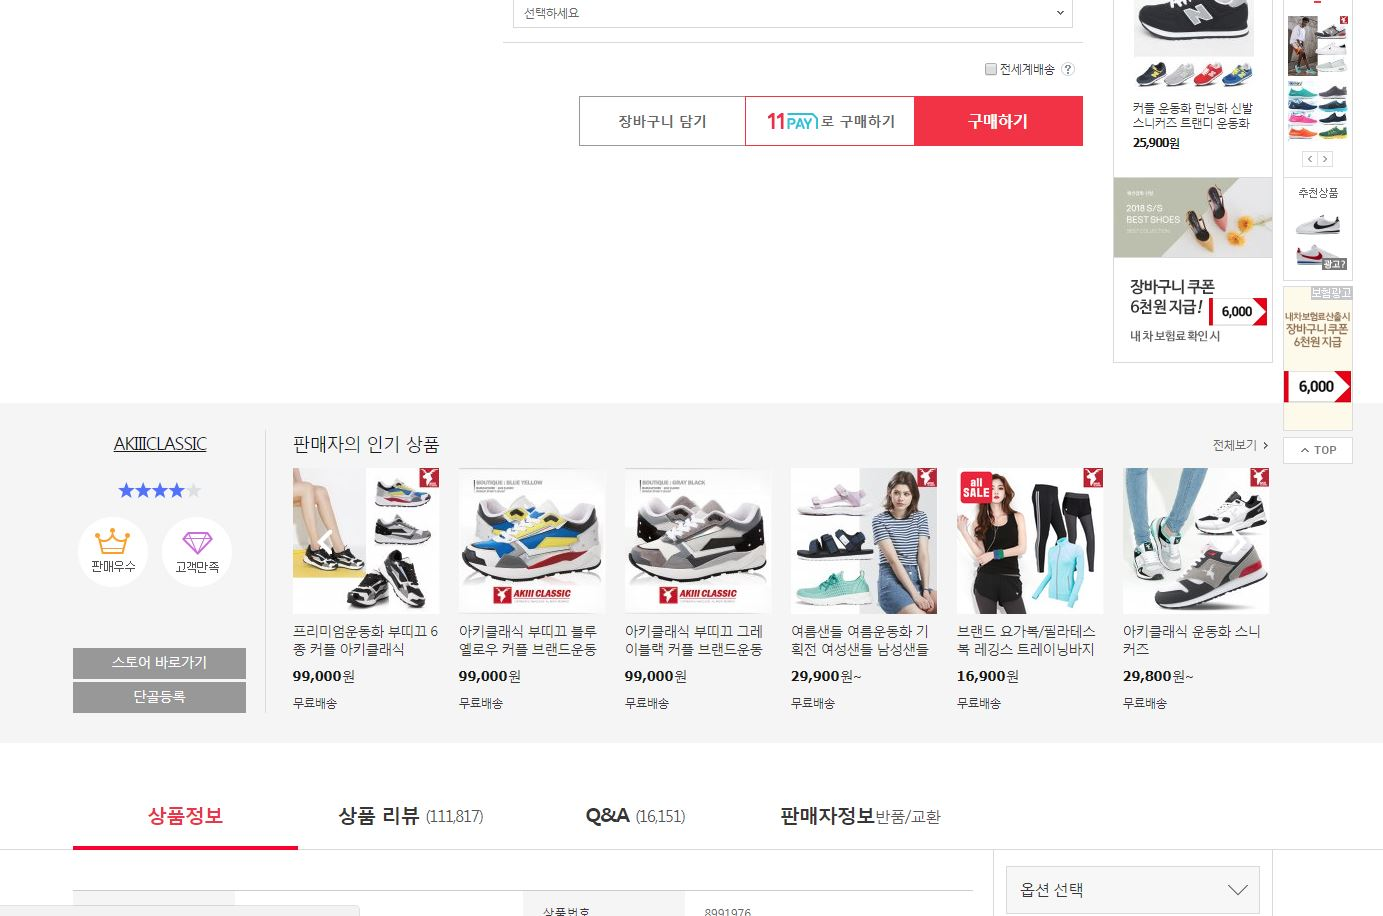 선택하세요
전세계배송 ?
장바구니 담기
11PAY로 구매하기
구매하기
커플 운동화 런닝화 신발
스니커즈 트랜디 운동화
25,900원
2018 S/S
BEST SHOES
BEST COLLECTION
장바구니 쿠폰
6천원 지급!
6,000
내 차 보험료 확인 시
추천상품
광고?
보험광고
내차보험료산출시
장바구니 쿠폰
6천원 지급
6,000
TOP
AKIIICLASSIC
판매우수
고객만족
스토어 바로가기
단골등록
판매자의 인기 상품
전체보기
프리미엄운동화 부띠끄 6
종 커플 아키클래식
99,000원
무료배송
BOUTIQUE : BLUE YELLOW
AKIII CLASSIC
아키클래식 부띠끄 블루
옐로우 커플 브랜드운동
99,000원
무료배송
BOUTIQUE : GRAY BLACK
AKIII CLASSIC
아키클래식 부띠끄 그레
이블랙 커플 브랜드운동
99,000원
무료배송
여름샌들 여름운동화 기
획전 여성샌들 남성샌들
29,900원~
무료배송
all
SALE
브랜드 요가복/필라테스
복 레깅스 트레이닝바지
16,900원
무료배송
아키클래식 운동화 스니
커즈
29,800원~
무료배송
상품정보
상품 리뷰 (111,817)
Q&A (16,151)
판매자정보반품/교환
옵션 선택
상품번호
8991976